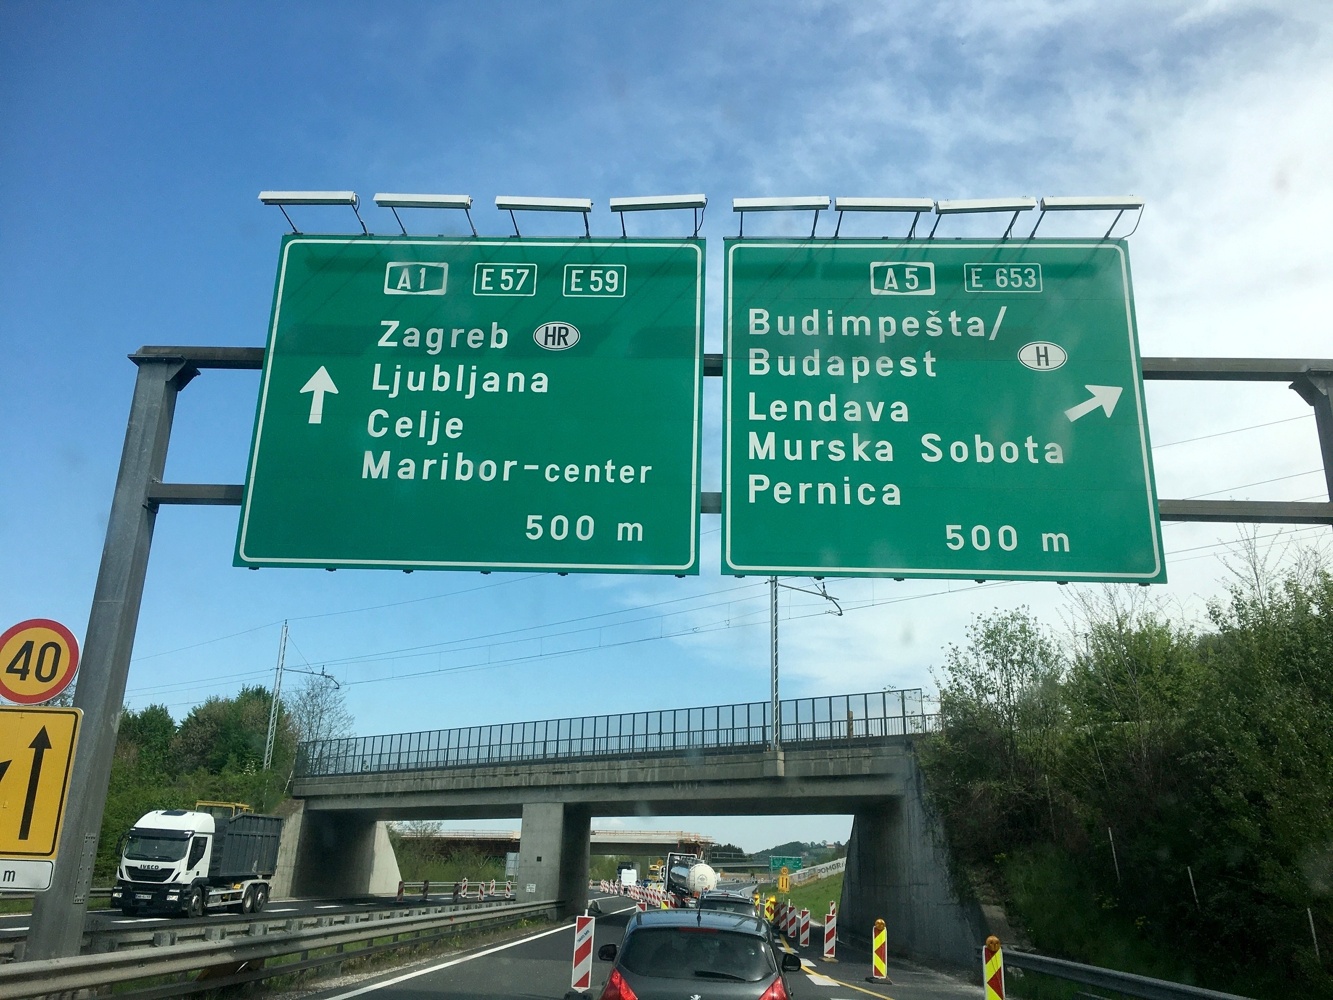 A1 E57 E59
Zagreb HR
Ljubljana
Celje
Maribor-center
500 m
A5 E 653
Budimpešta/
Budapest H
Lendava
Murska Sobota
Pernica
500 m
40
m
IVECO